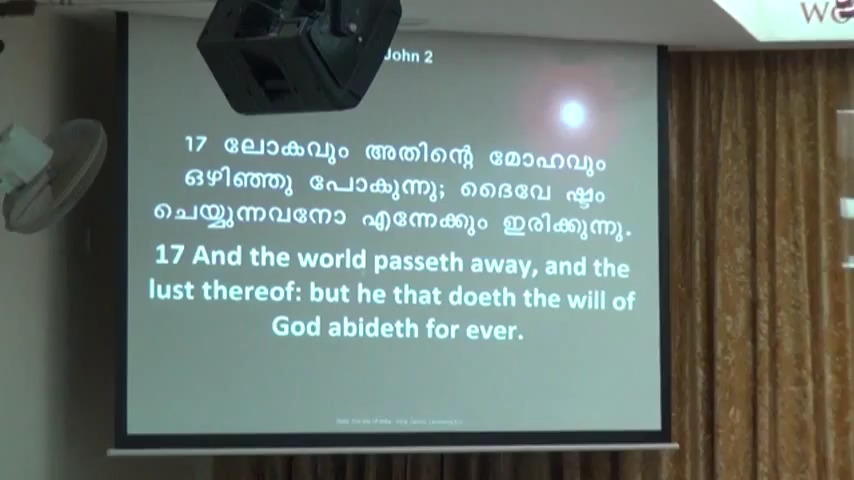 John 2
17 ലോകവും അതിന്റെ മോഹവും
ഒഴിഞ്ഞു പോകുന്നു; ദൈവേ ഷ്ടം
ചെയ്യുന്നവനോ എന്നേക്കും ഇരിക്കുന്നു.
17 And the world passeth away, and the
lust thereof: but he that doeth the will of
God abideth for ever.